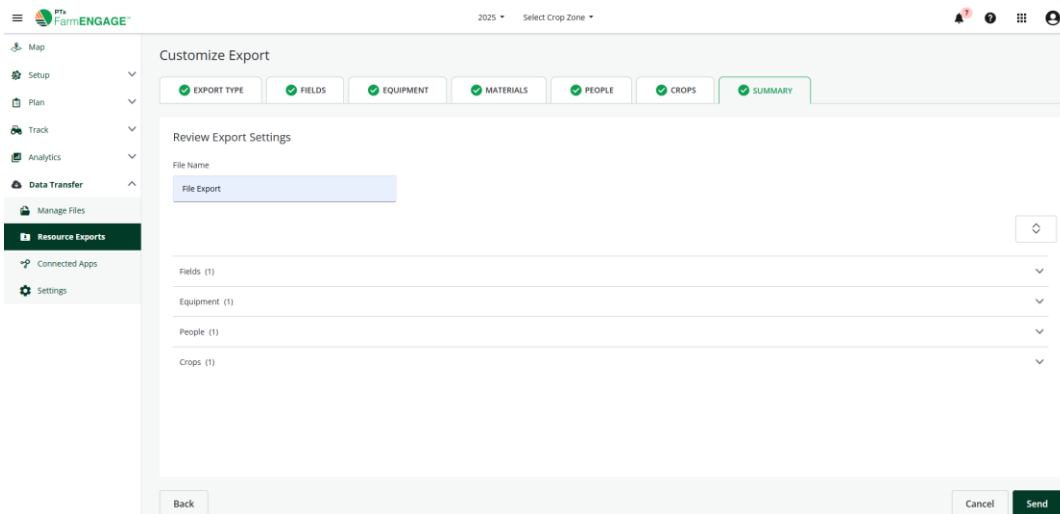 PTx
FarmENGAGE™
2025
Select Crop Zone
7
Map
Setup
Plan
Track
Analytics
Data Transfer
Manage Files
Resource Exports
Connected Apps
Settings
Customize Export
EXPORT TYPE
FIELDS
EQUIPMENT
MATERIALS
PEOPLE
CROPS
SUMMARY
Review Export Settings
File Name
File Export
Fields (1)
Equipment (1)
People (1)
Crops (1)
Back
Cancel
Send